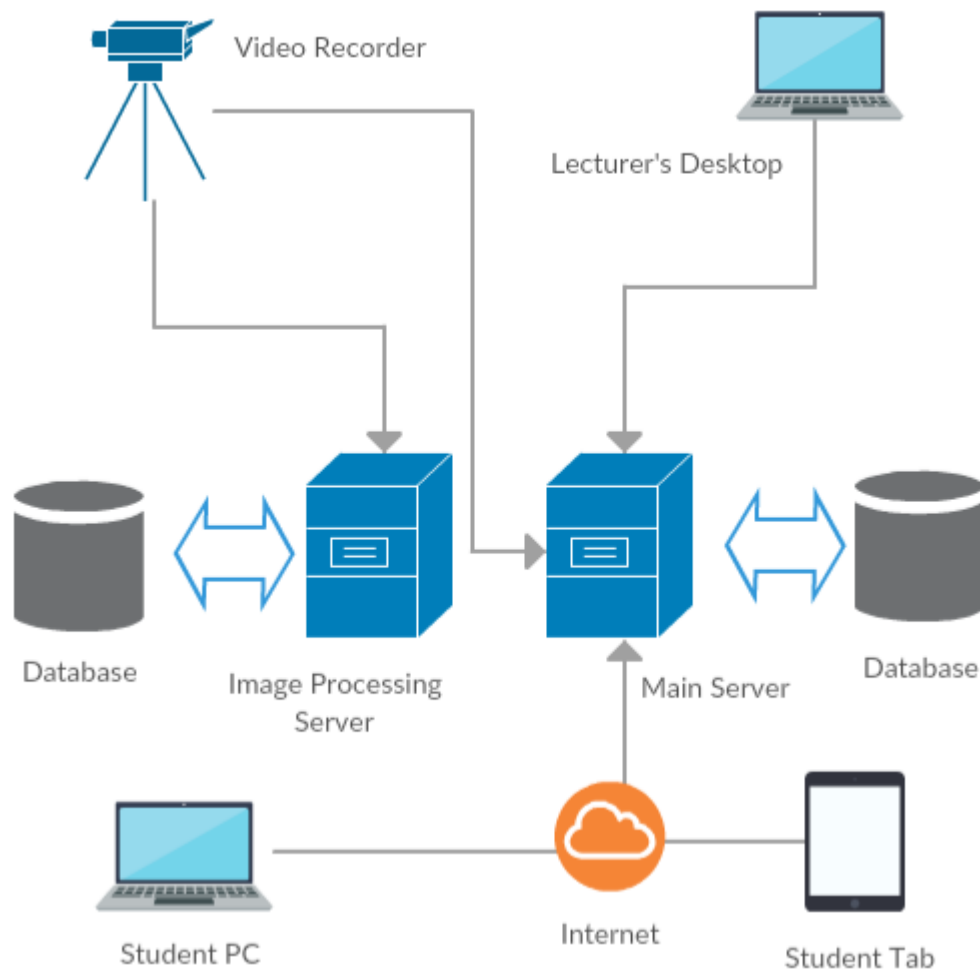 Video Recorder
Lecturer's Desktop
Database
Image Processing
Server
Main Server
Database
Student PC
Internet
Student Tab